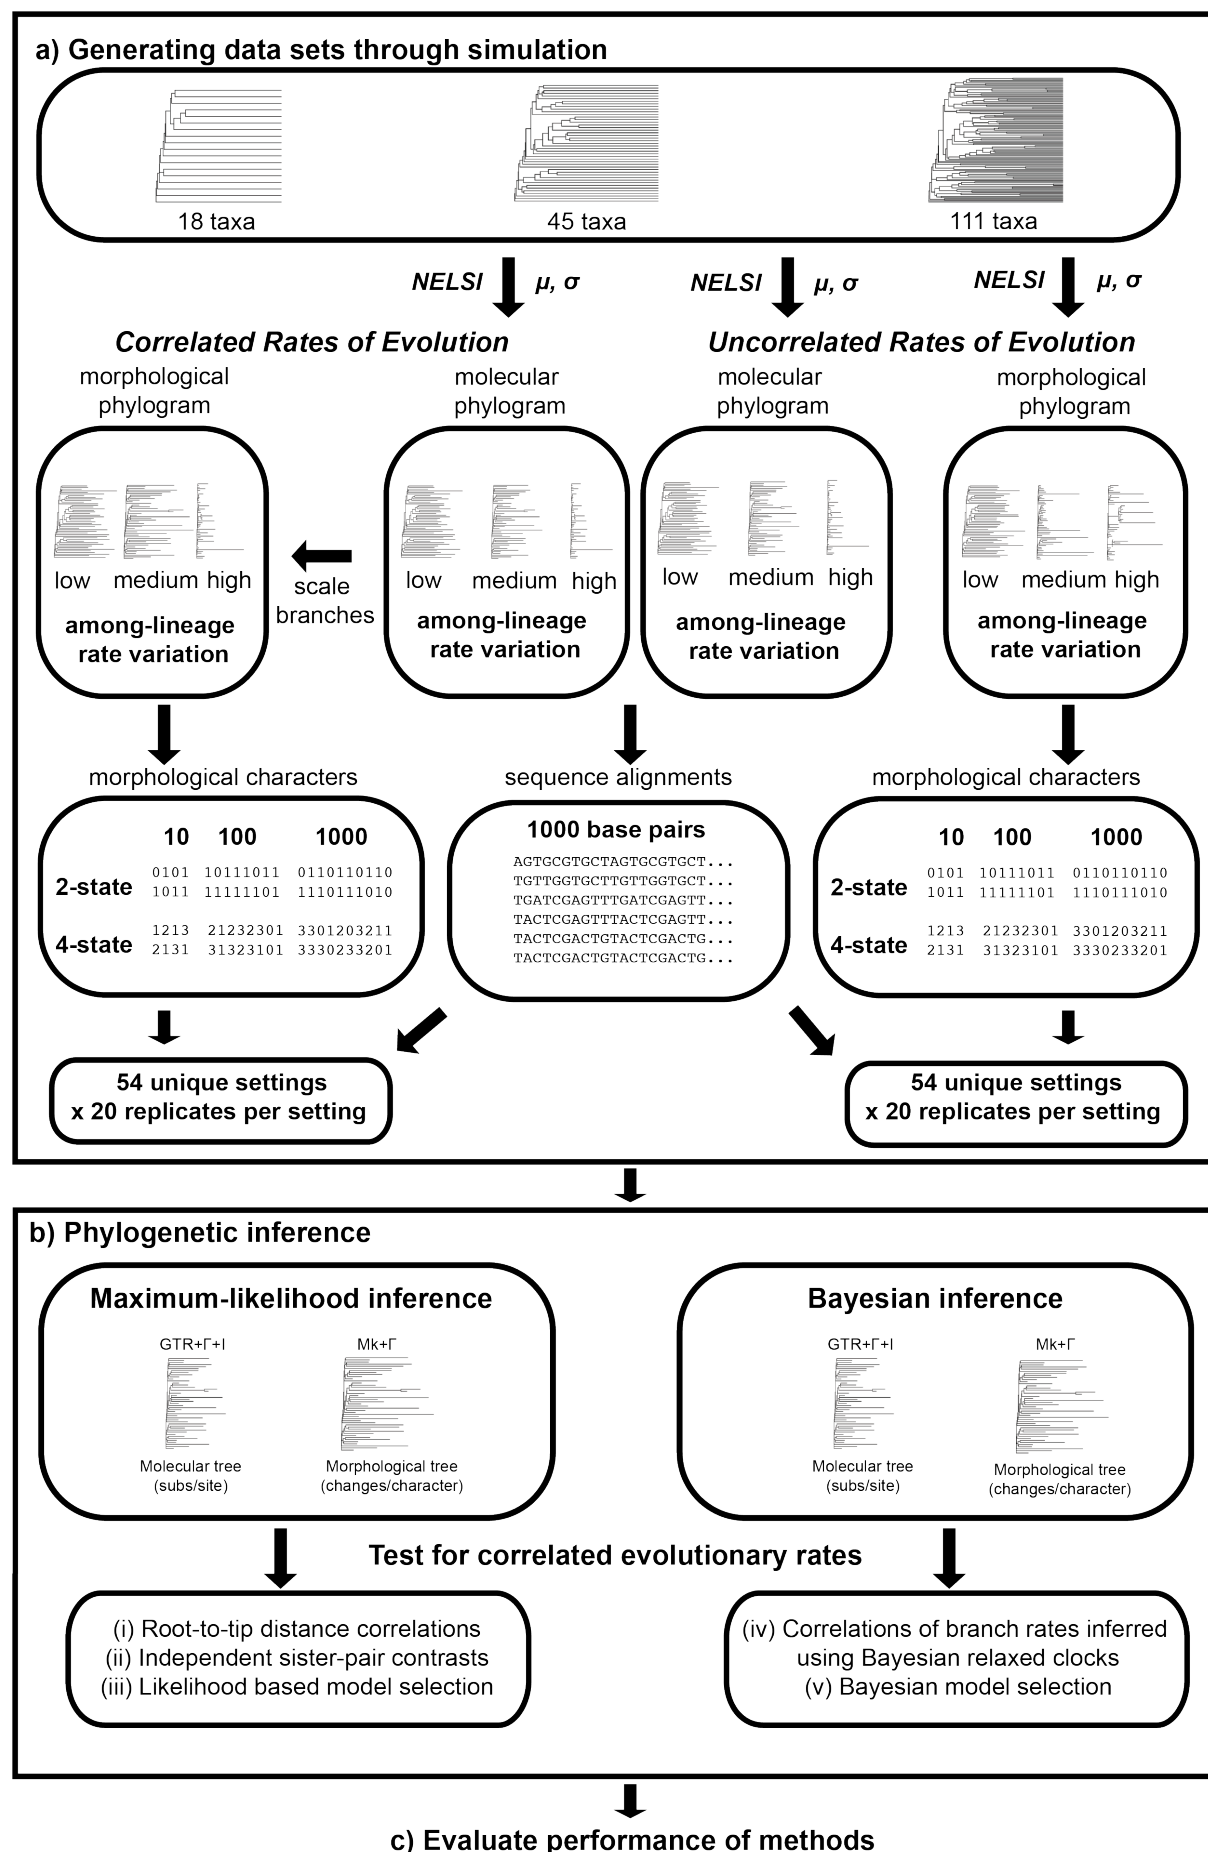 a) Generating data sets through simulation
18 taxa
45 taxa
111 taxa
NELSI μ, σ
NELSI μ, σ
NELSI μ, σ
Correlated Rates of Evolution
Uncorrelated Rates of Evolution
morphological
phylogram
molecular
phylogram
molecular
phylogram
morphological
phylogram
low medium high
among-lineage
rate variation
scale
branches
low medium high
among-lineage
rate variation
low medium high
among-lineage
rate variation
low medium high
among-lineage
rate variation
morphological characters
10 100 1000
2-state
0101 10111011 0110110110
1011 11111101 1110111010
4-state
1213 21232301 3301203211
2131 31323101 3330233201
sequence alignments
1000 base pairs
AGTGCGTGCTAGTGCGTGCT...
TGTTGGTGCTTGTTGGTGCT...
TGATCGAGTTTGATCGAGTT...
TACTCGAGTTTACTCGAGTT...
TACTCGACTGTACTCGACTG...
TACTCGACTGTACTCGACTG...
morphological characters
10 100 1000
2-state
0101 10111011 0110110110
1011 11111101 1110111010
4-state
1213 21232301 3301203211
2131 31323101 3330233201
54 unique settings
x 20 replicates per setting
54 unique settings
x 20 replicates per setting
b) Phylogenetic inference
Maximum-likelihood inference
GTR+Γ+I
Mk+Γ
Molecular tree
(subs/site)
Morphological tree
(changes/character)
Bayesian inference
GTR+Γ+I
Mk+Γ
Molecular tree
(subs/site)
Morphological tree
(changes/character)
Test for correlated evolutionary rates
(i) Root-to-tip distance correlations
(ii) Independent sister-pair contrasts
(iii) Likelihood based model selection
(iv) Correlations of branch rates inferred
using Bayesian relaxed clocks
(v) Bayesian model selection
c) Evaluate performance of methods